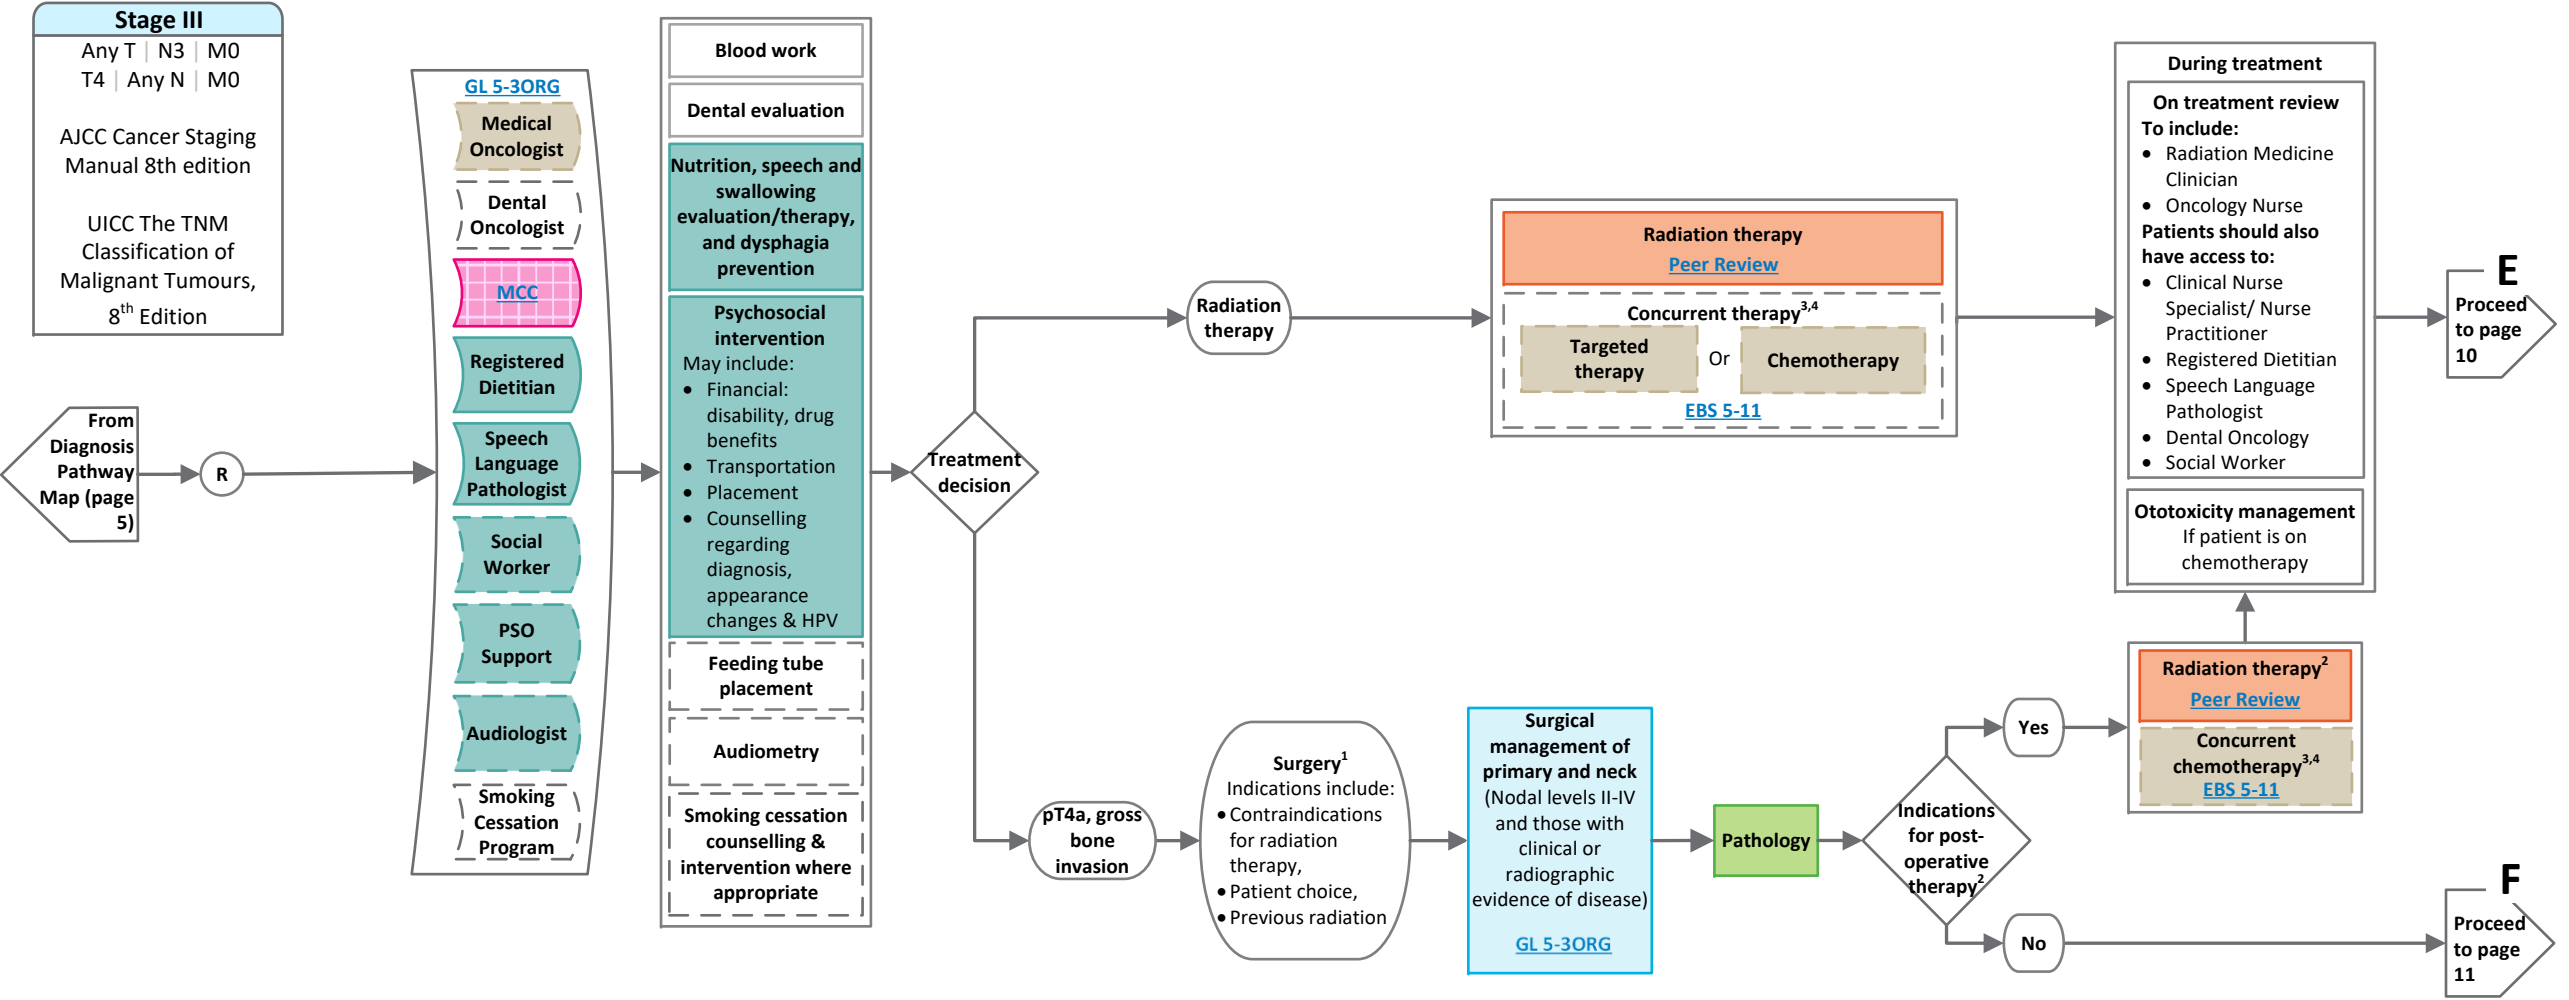 Stage III
Any T | N3 | M0
T4 | Any N | M0
AJCC Cancer Staging
Manual 8th edition
UICC The TNM
Classification of
Malignant Tumours,
8th Edition
From
Diagnosis
Pathway
Map (page
5)
R
GL 5-3ORG
Medical
Oncologist
Dental
Oncologist
MCC
Registered
Dietitian
Speech
Language
Pathologist
Social
Worker
PSO
Support
Audiologist
Smoking
Cessation
Program
Blood work
Dental evaluation
Nutrition, speech and
swallowing
evaluation/therapy,
and dysphagia
prevention
Psychosocial
intervention
May include:
• Financial:
disability, drug
benefits
• Transportation
• Placement
• Counselling
regarding
diagnosis,
appearance
changes & HPV
Feeding tube
placement
Audiometry
Smoking cessation
counselling &
intervention where
appropriate
Treatment
decision
Radiation
therapy
Radiation therapy
Peer Review
Concurrent therapy3,4
Targeted
therapy
Or
Chemotherapy
EBS 5-11
During treatment
On treatment review
To include:
• Radiation Medicine
Clinician
• Oncology Nurse
Patients should also
have access to:
• Clinical Nurse
Specialist/ Nurse
Practitioner
• Registered Dietitian
• Speech Language
Pathologist
• Dental Oncology
• Social Worker
Ototoxicity management
If patient is on
chemotherapy
E
Proceed
to page
10
pT4a, gross
bone
invasion
Surgery1
Indications include:
• Contraindications
for radiation
therapy,
• Patient choice,
• Previous radiation
Surgical
management of
primary and neck
(Nodal levels II-IV
and those with
clinical or
radiographic
evidence of disease)
GL 5-3ORG
Pathology
Indications
for post-
operative
therapy2
Yes
Radiation therapy2
Peer Review
Concurrent
chemotherapy3,4
EBS 5-11
No
F
Proceed
to page
11